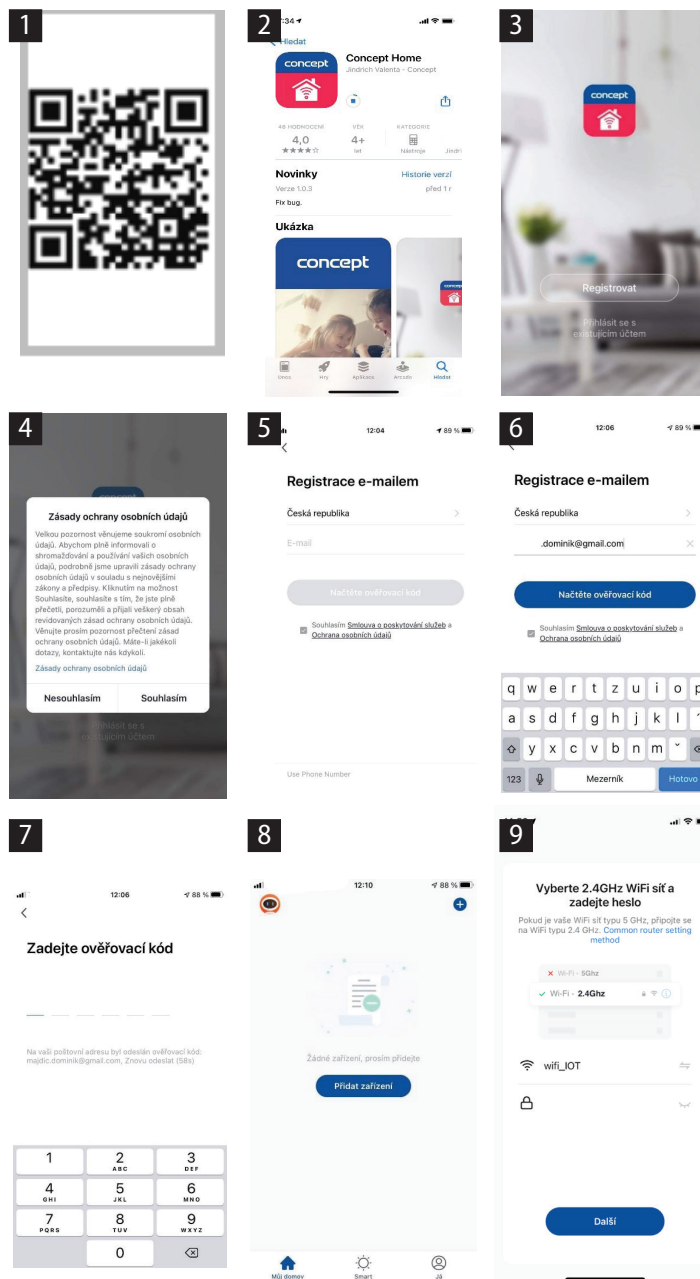 1
2
:34
Hledat
concept
Concept Home
Jindrich Valenta - Concept
48 HODNOCENÍ
VĚK
KATEGORIE
4,0
4+
★★★★☆
let
Nástroje
Jindři
Novinky
Historie verzí
Verze 1.0.3
před 1 r
Fix bug.
Ukázka
concept
concept
Dnes
Hry
Aplikace
Arcade
Hledat
3
concept
Registrovat
Přihlásit se s
existujícím účtem
4
concept
Zásady ochrany osobních údajů
Velkou pozornost věnujeme soukromí osobních
údajů. Abychom plně informovali o
shromažďování a používání vašich osobních
údajů, podrobně jsme upravili zásady ochrany
osobních údajů v souladu s nejnovějšími
zákony a předpisy. Kliknutím na možnost
Souhlasíte, souhlasíte s tím, že jste plně
přečetli, porozuměli a přijali veškerý obsah
revidovaných zásad ochrany osobních údajů.
Věnujte prosím pozornost přečtení zásad
ochrany osobních údajů. Máte-li jakékoli
dotazy, kontaktujte nás kdykoli.
Zásady ochrany osobních údajů
Nesouhlasím
Souhlasím
Přihlásit se s
existujícím účtem
5
12:04
89 %
Registrace e-mailem
Česká republika
E-mail
Načtěte ověřovací kód
Souhlasím Smlouva o poskytování služeb a
Ochrana osobních údajů
Use Phone Number
6
12:06
89 %
Registrace e-mailem
Česká republika
.dominik@gmail.com
Načtěte ověřovací kód
Souhlasím Smlouva o poskytování služeb a
Ochrana osobních údajů
q w e r t z u i o p
a s d f g h j k l
y x c v b n m ˇ
123
Mezerník
Hotovo
7
12:06
88 %
Zadejte ověřovací kód
Na vaši poštovní adresu byl odeslán ověřovací kód:
majdic.dominik@gmail.com, Znovu odeslat (58s)
1
2 ABC
3 DEF
4 GHI
5 JKL
6 MNO
7 PQRS
8 TUV
9 WXYZ
0
8
12:10
88 %
Žádné zařízení, prosím přidejte
Přidat zařízení
Můj domov
Smart
Já
9
Vyberte 2.4GHz WiFi síť a
zadejte heslo
Pokud je vaše WiFi síť typu 5 GHz, připojte se
na WiFi typu 2.4 GHz. Common router setting
method
Wi-Fi - 5Ghz
Wi-Fi - 2.4Ghz
wifi_IOT
Další